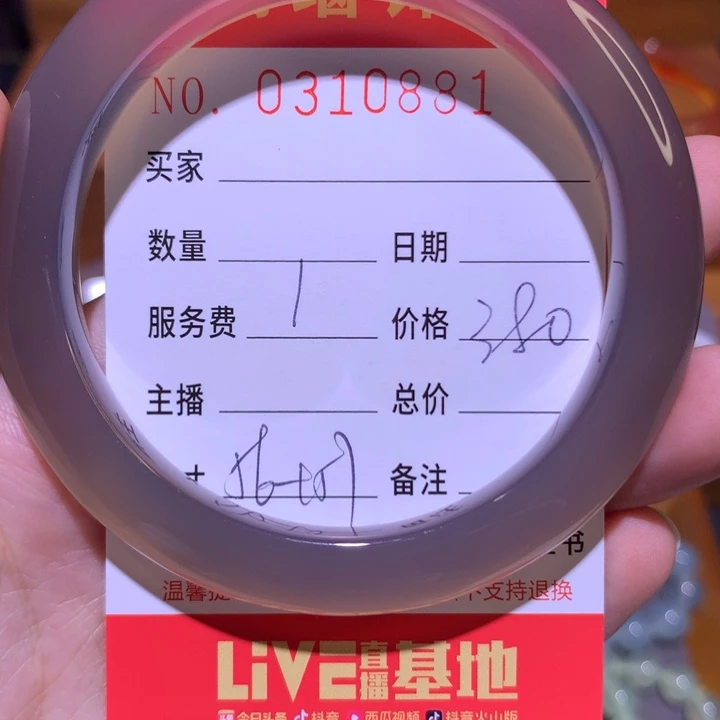 NO. 0310881
买家
数量 日期
服务费 1 价格 380
主播 总价
寸 备注
书
温馨提 不支持退换
LiVE直播基地
今日头条 抖音 西瓜视频 抖音火山版